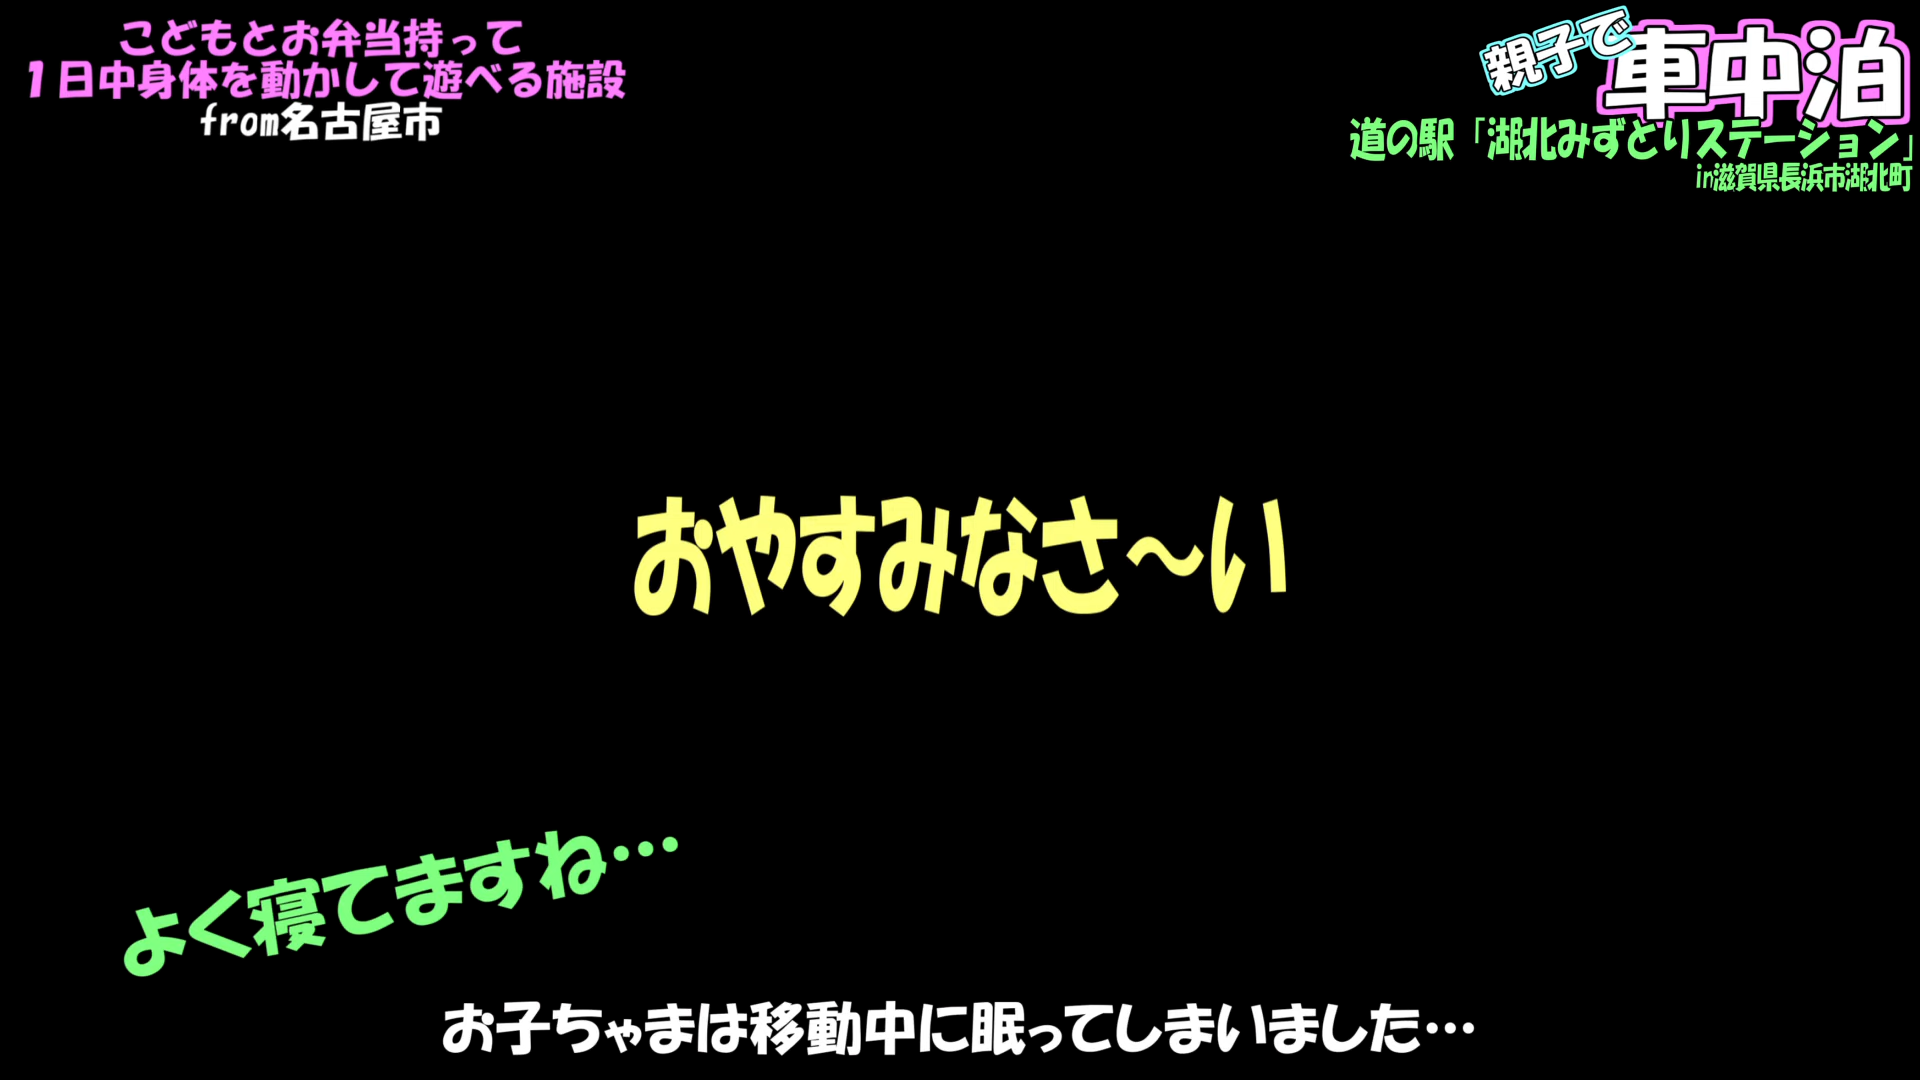 こどもとお弁当持って
1日中身体を動かして遊べる施設
from名古屋市
親子で車中泊
道の駅「湖北みずとりステーション」
in滋賀県長浜市湖北町
おやすみなさ～い
よく寝てますね…
お子ちゃまは移動中に眠ってしまいました…